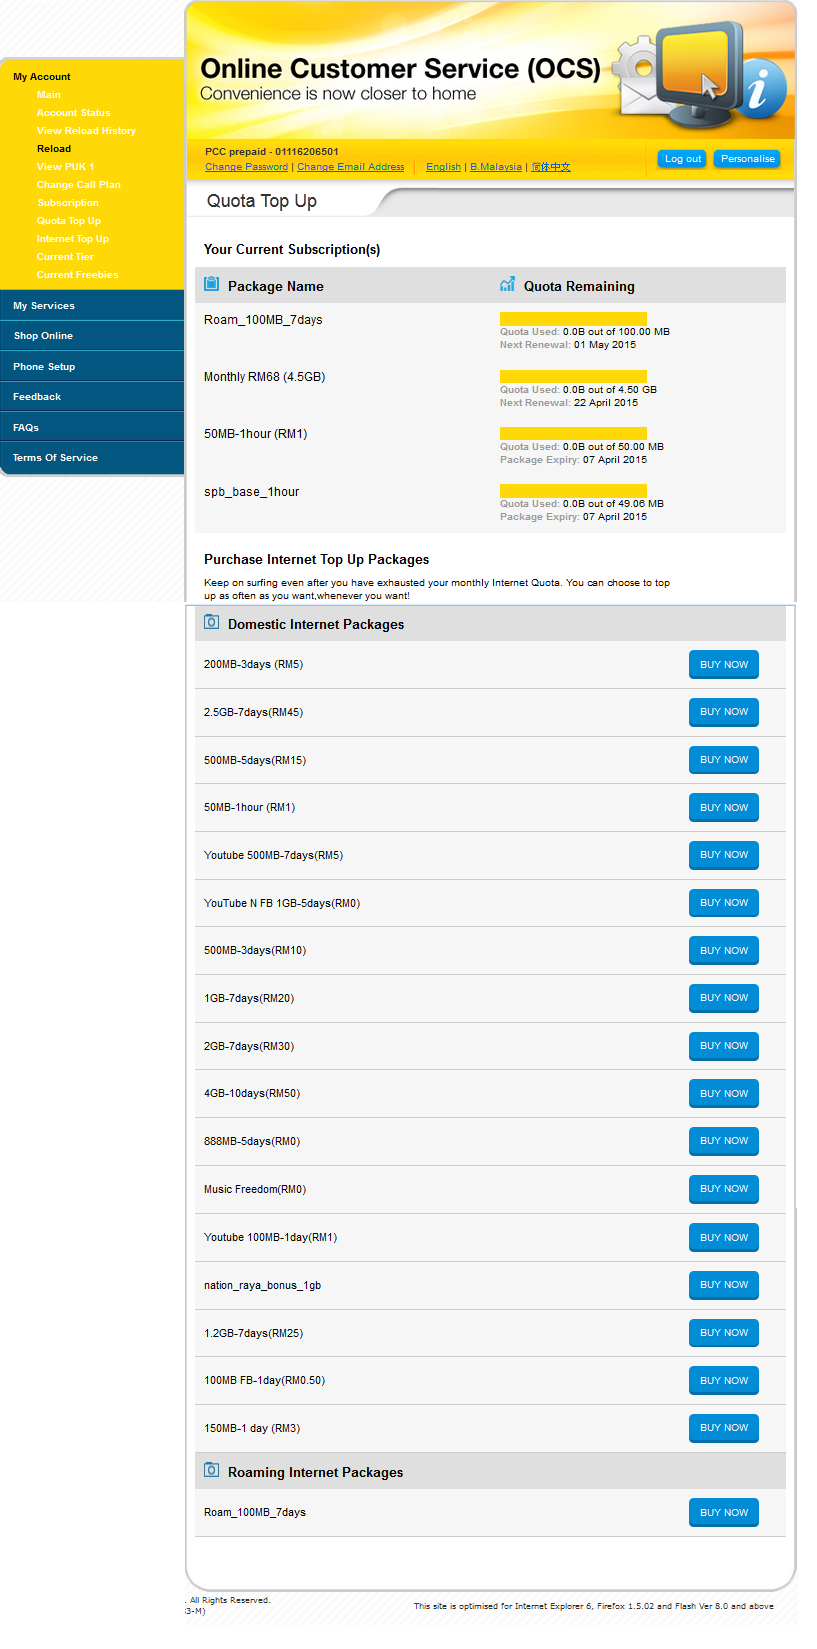 Online Customer Service (OCS)
Convenience is now closer to home
PCC prepaid - 01116206501
Change Password | Change Email Address | English | B.Malaysia | 简体中文
Log out
Personalise
My Account
Main
Account Status
View Reload History
Reload
View PUK 1
Change Call Plan
Subscription
Quota Top Up
Internet Top Up
Current Tier
Current Freebies
My Services
Shop Online
Phone Setup
Feedback
FAQs
Terms Of Service
Quota Top Up
Your Current Subscription(s)
Package Name
Quota Remaining
Roam_100MB_7days
Quota Used: 0.0B out of 100.00 MB
Next Renewal: 01 May 2015
Monthly RM68 (4.5GB)
Quota Used: 0.0B out of 4.50 GB
Next Renewal: 22 April 2015
50MB-1hour (RM1)
Quota Used: 0.0B out of 50.00 MB
Package Expiry: 07 April 2015
spb_base_1hour
Quota Used: 0.0B out of 49.06 MB
Package Expiry: 07 April 2015
Purchase Internet Top Up Packages
Keep on surfing even after you have exhausted your monthly Internet Quota. You can choose to top
up as often as you want,whenever you want!
Domestic Internet Packages
200MB-3days (RM5) BUY NOW
2.5GB-7days(RM45) BUY NOW
500MB-5days(RM15) BUY NOW
50MB-1hour (RM1) BUY NOW
Youtube 500MB-7days(RM5) BUY NOW
YouTube N FB 1GB-5days(RM0) BUY NOW
500MB-3days(RM10) BUY NOW
1GB-7days(RM20) BUY NOW
2GB-7days(RM30) BUY NOW
4GB-10days(RM50) BUY NOW
888MB-5days(RM0) BUY NOW
Music Freedom(RM0) BUY NOW
Youtube 100MB-1day(RM1) BUY NOW
nation_raya_bonus_1gb BUY NOW
1.2GB-7days(RM25) BUY NOW
100MB FB-1day(RM0.50) BUY NOW
150MB-1 day (RM3) BUY NOW
Roaming Internet Packages
Roam_100MB_7days BUY NOW
. All Rights Reserved.
3-M)
This site is optimised for Internet Explorer 6, Firefox 1.5.02 and Flash Ver 8.0 and above